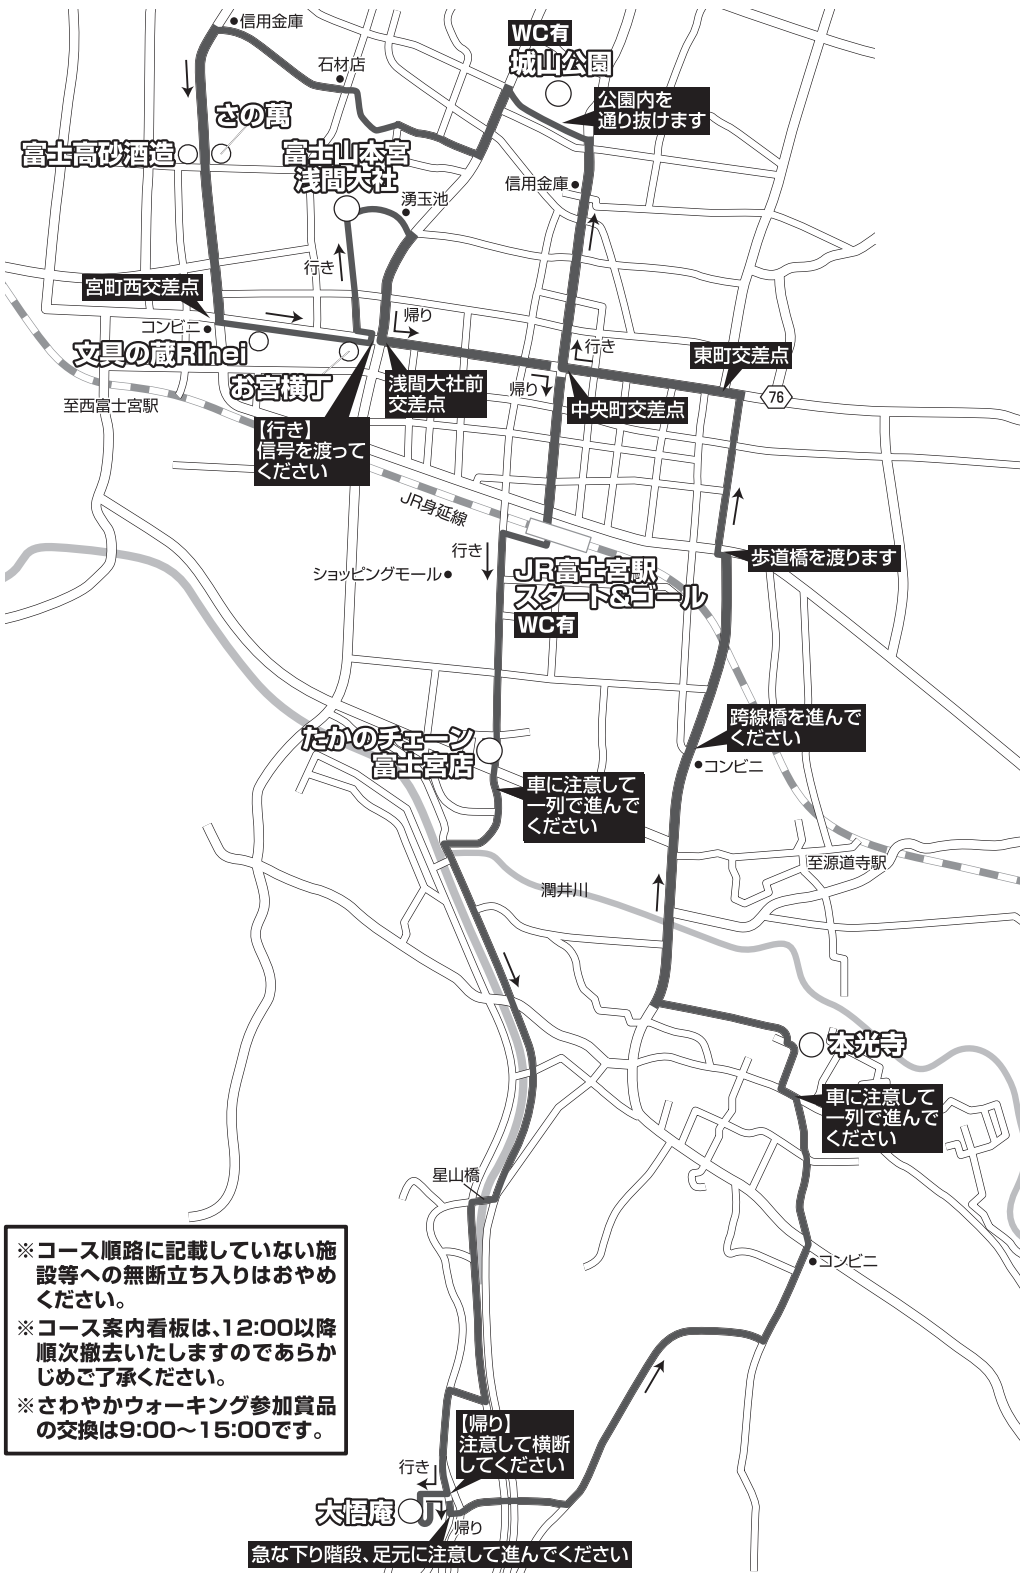 信用金庫
WC有
城山公園
石材店
公園内を
通り抜けます
さの萬
富士高砂酒造
富士山本宮
浅間大社
湧玉池
信用金庫
行き
宮町西交差点
コンビニ
帰り
行き
東町交差点
文具の蔵Rihei
お宮横丁
浅間大社前
交差点
帰り
中央町交差点
76
至西富士宮駅
【行き】
信号を渡って
ください
JR身延線
行き
歩道橋を渡ります
ショッピングモール
JR富士宮駅
スタート&ゴール
WC有
跨線橋を進んで
ください
たかのチェーン
富士宮店
コンビニ
車に注意して
一列で進んで
ください
至源道寺駅
潤井川
本光寺
車に注意して
一列で進んで
ください
星山橋
コンビニ
※コース順路に記載していない施
設等への無断立ち入りはおやめ
ください。
※コース案内看板は、12:00以降
順次撤去いたしますのであらか
じめご了承ください。
※さわやかウォーキング参加賞品
の交換は9:00〜15:00です。
【帰り】
注意して横断
してください
行き
大悟庵
帰り
急な下り階段、足元に注意して進んでください